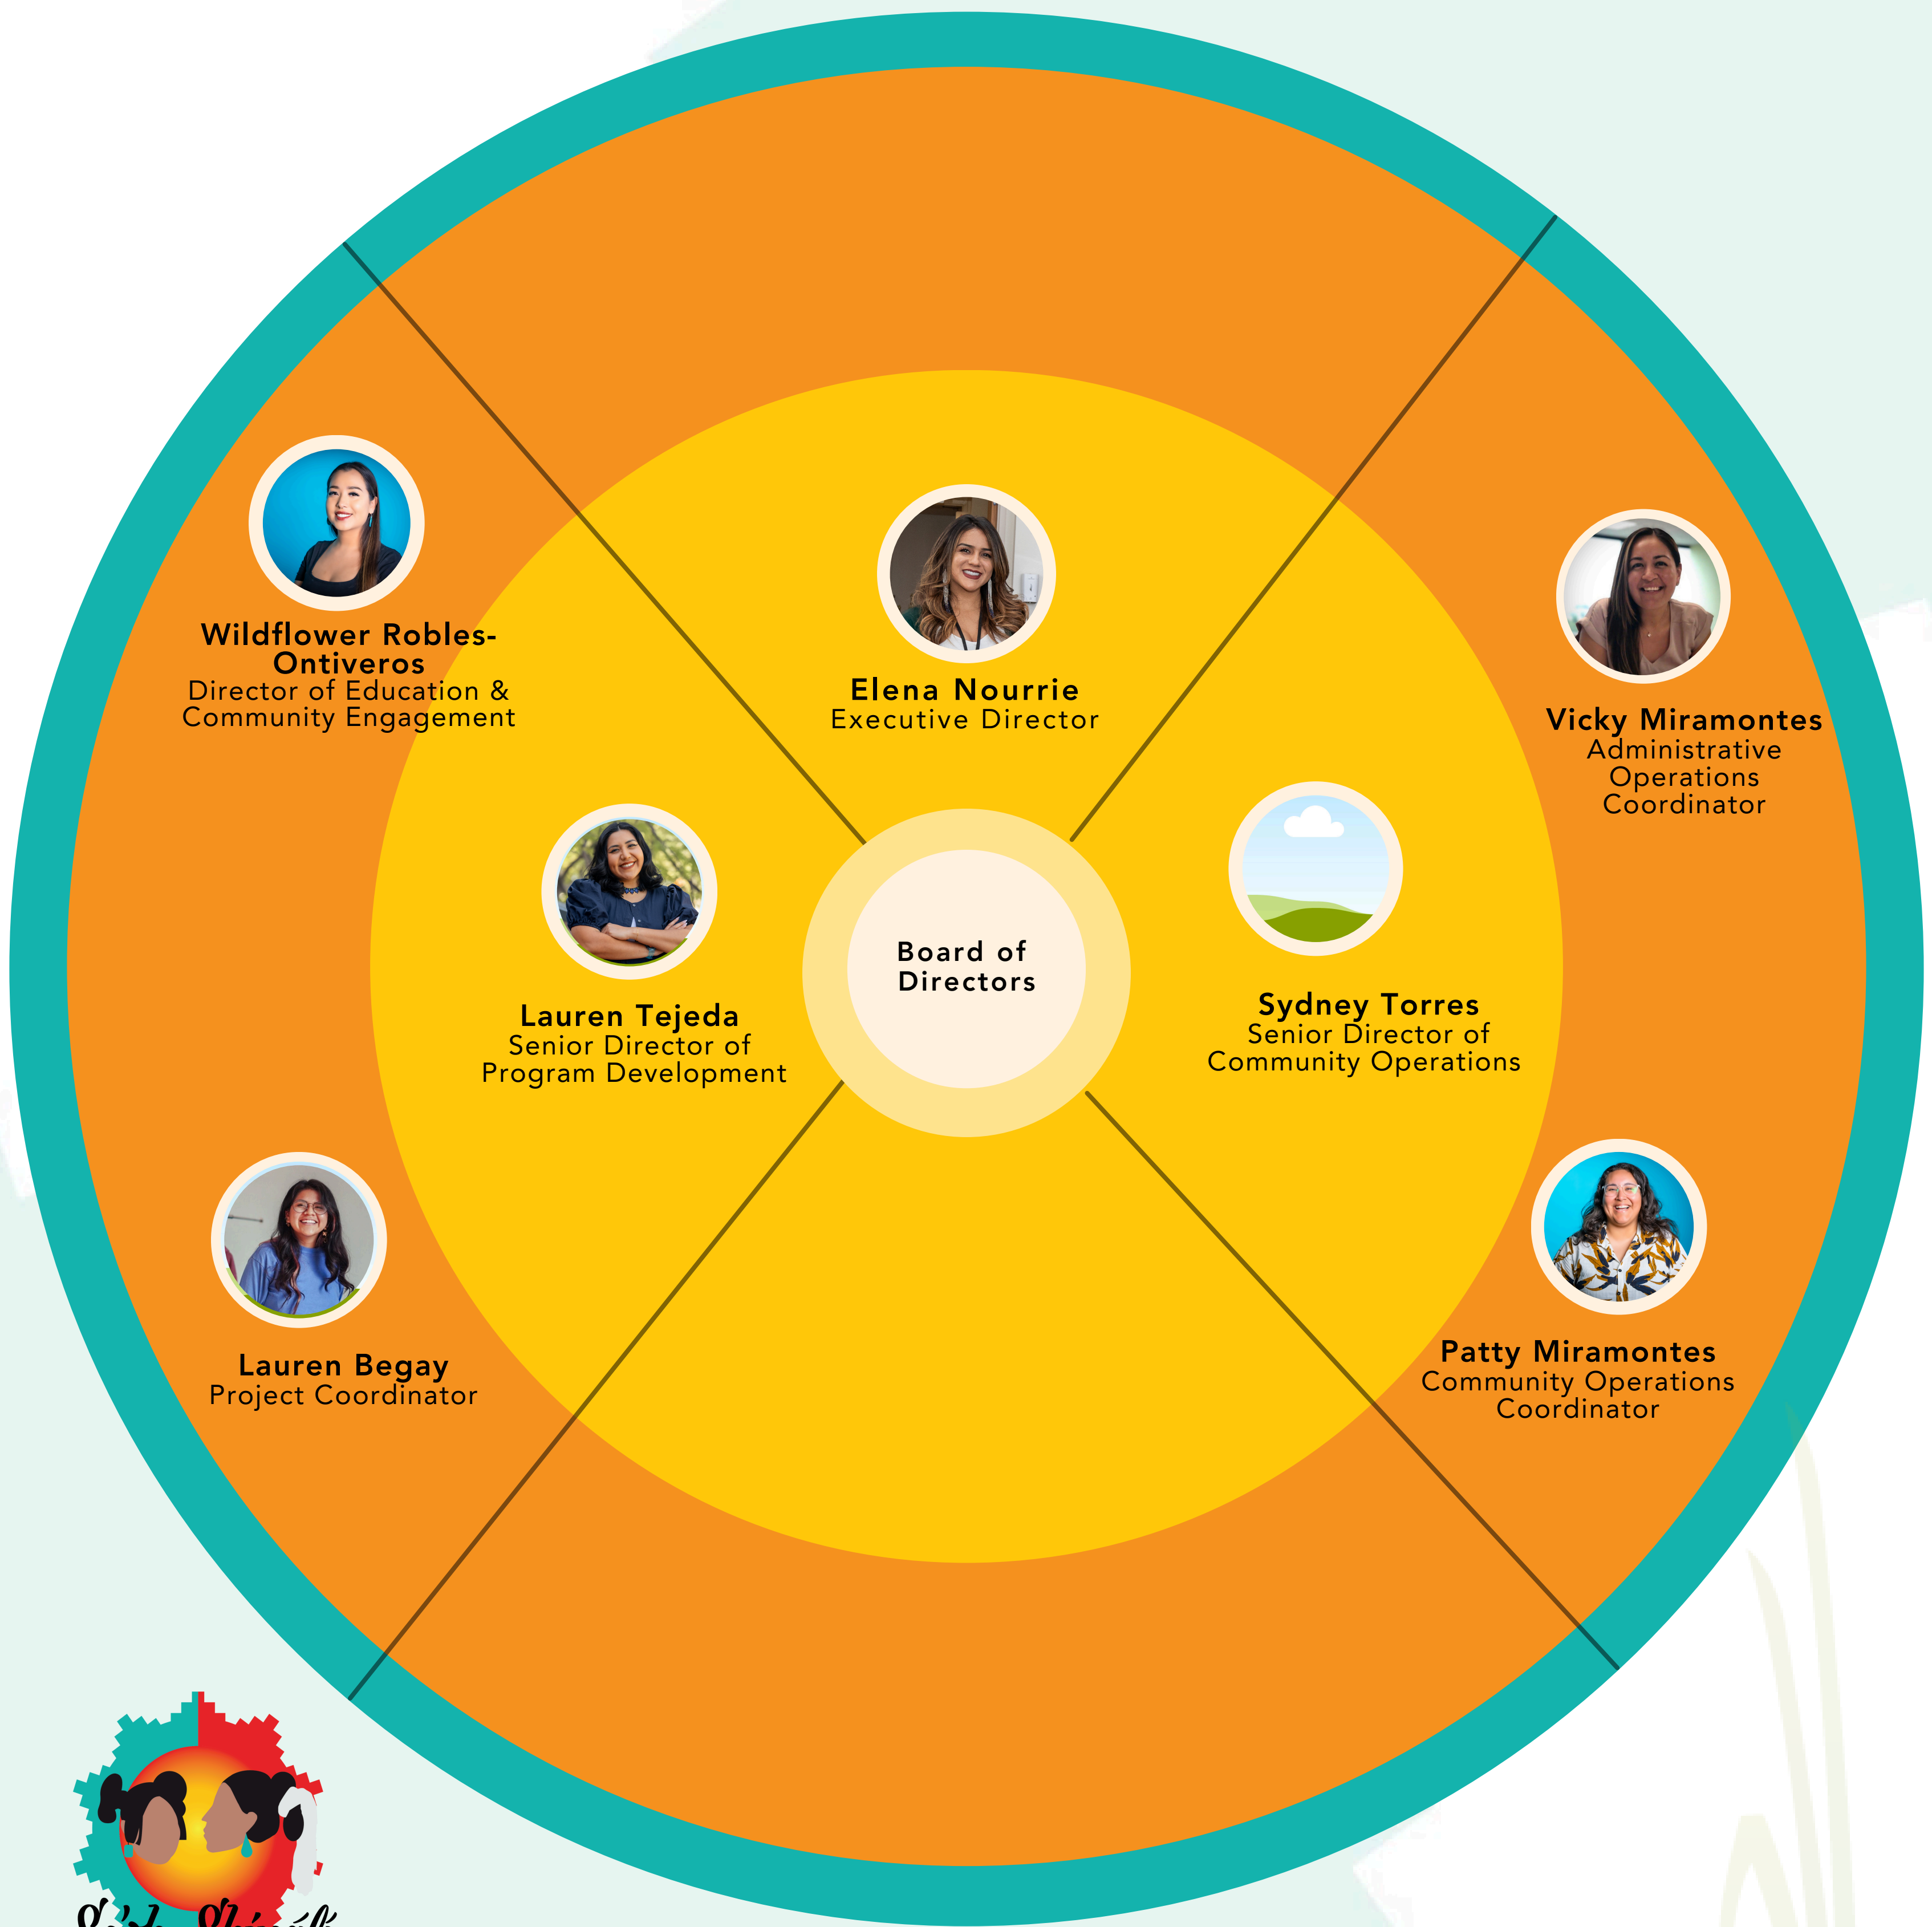 Wildflower Robles-
Ontiveros
Director of Education &
Community Engagement
Elena Nourrie
Executive Director
Vicky Miramontes
Administrative
Operations
Coordinator
Lauren Tejeda
Senior Director of
Program Development
Board of
Directors
Sydney Torres
Senior Director of
Community Operations
Lauren Begay
Project Coordinator
Patty Miramontes
Community Operations
Coordinator